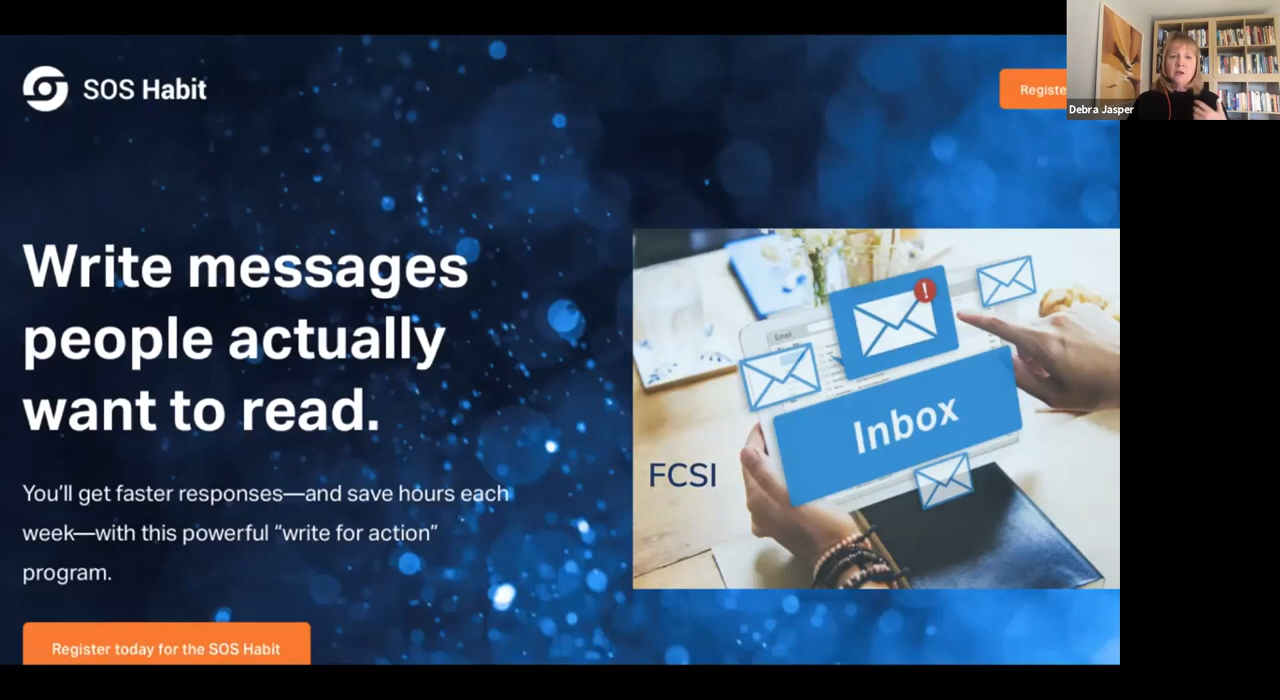 SOS Habit
Register
Debra Jasper
Write messages
people actually
want to read.
You'll get faster responses—and save hours each
week—with this powerful “write for action”
program.
Register today for the SOS Habit
Email
!
Inbox
FCSI